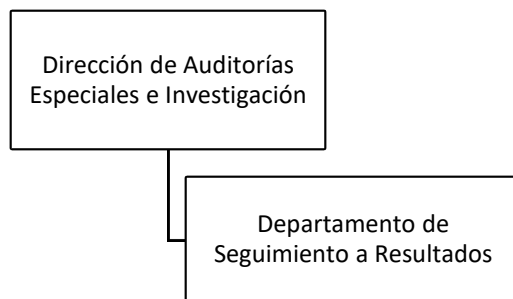 Dirección de Auditorías
Especiales e Investigación
Departamento de
Seguimiento a Resultados